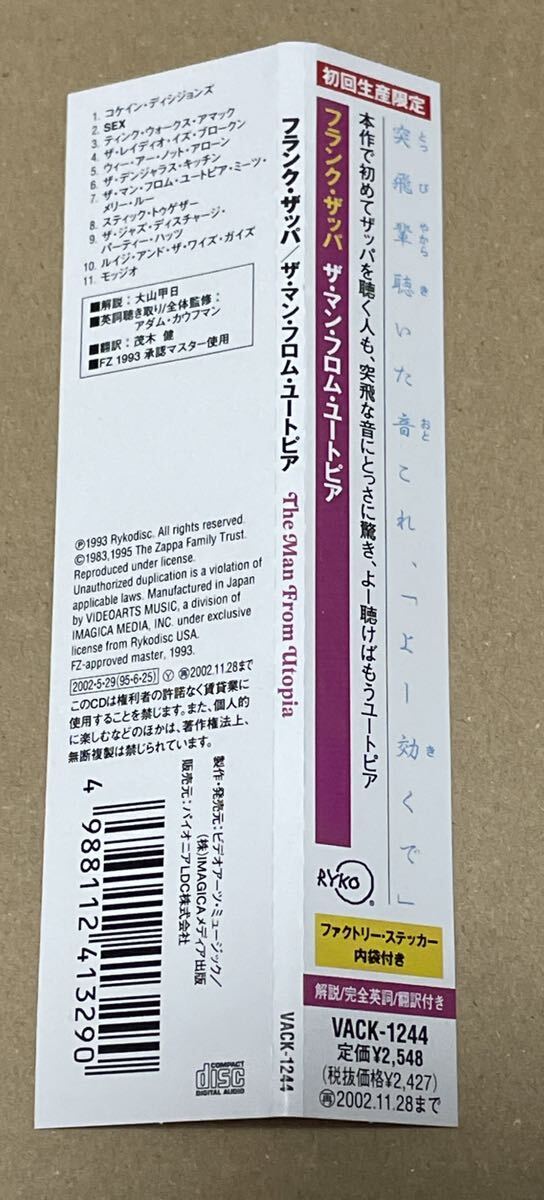 1. コケイン・ディシジョンズ
2. SEX
3. ティンク・ウォークス・アマック
4. ザ・レイディオ・イズ・ブロークン
5. ウィー・アー・ノット・アローン
6. ザ・デンジャラス・キッチン
7. ザ・マン・フロム・ユートピア・ミーツ・
メリー・ルー
8. スティック・トゥゲザー
9. ザ・ジャズ・ディスチャージ・
パーティー・ハッツ
10. ルイジ・アンド・ザ・ワイズ・ガイズ
11. モッジオ
■解説：大山甲日
■英詞聴き取り/全体監修：
アダム・カウフマン
■翻訳：茂木 健
■FZ 1993 承認マスター使用
Ⓟ1993 Rykodisc. All rights reserved.
©1983,1995 The Zappa Family Trust.
Reproduced under license.
Unauthorized duplication is a violation of
applicable laws. Manufactured in Japan
by VIDEOARTS MUSIC, a division of
IMAGICA MEDIA, INC. under exclusive
license from Rykodisc USA.
FZ-approved master, 1993.
2002-5-29(95-6-25) Ⓨ 再2002.11.28まで
このCDは権利者の許諾なく賃貸業に
使用することを禁じます。また、個人的
に楽しむなどのほかは、著作権法上、
無断複製は禁じられています。
4 988112 413290
製作・発売元：ビデオアーツ・ミュージック／
(株)IMAGICAメディア出版
販売元：パイオニアLDC株式会社
COMPACT
disc
DIGITAL AUDIO
フランク・ザッパ／ザ・マン・フロム・ユートピア
The Man From Utopia
VACK-1244
初回生産限定
フランク・ザッパ ザ・マン・フロム・ユートピア
本作で初めてザッパを聴く人も、突飛な音にとっさに驚き、よー聴けばもうユートピア
突飛輩聴いた音これ、「よー効くで」
とっ ぴ やから き おと き
RYKO ®
ファクトリー・ステッカー
内袋付き
解説/完全英詞/翻訳付き
VACK-1244
定価¥2,548
(税抜価格¥2,427)
再2002.11.28まで